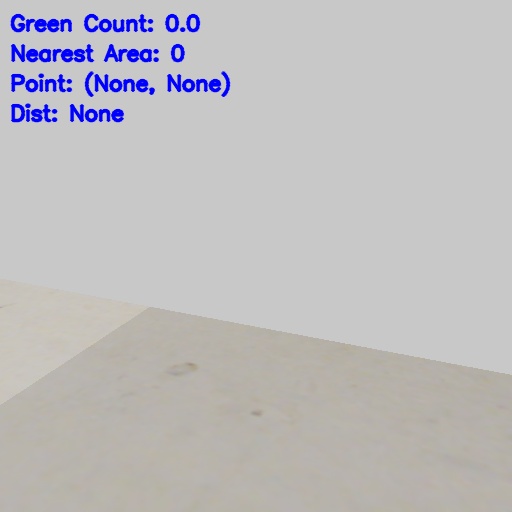 Green Count: 0.0
Nearest Area: 0
Point: (None, None)
Dist: None